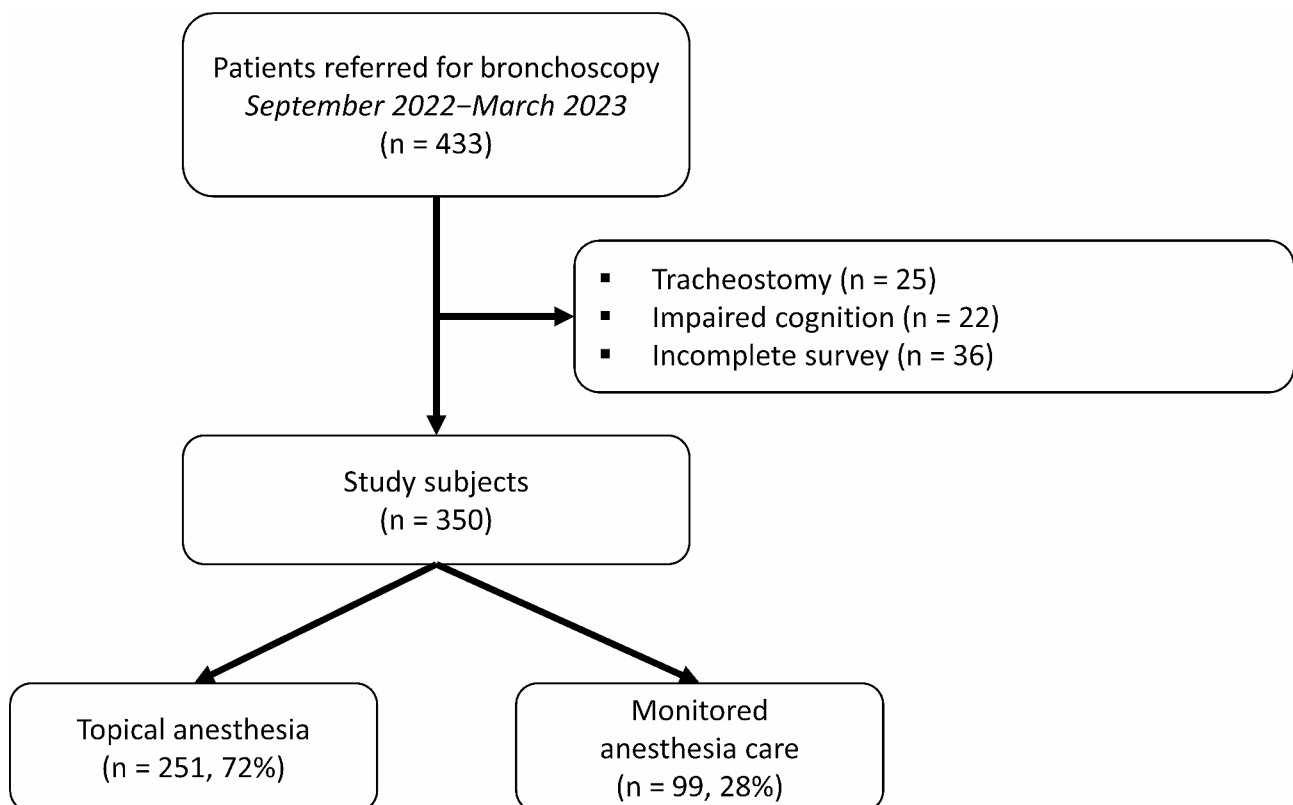 Patients referred for bronchoscopy
September 2022–March 2023
(n = 433)
▪ Tracheostomy (n = 25)
▪ Impaired cognition (n = 22)
▪ Incomplete survey (n = 36)
Study subjects
(n = 350)
Topical anesthesia
(n = 251, 72%)
Monitored
anesthesia care
(n = 99, 28%)